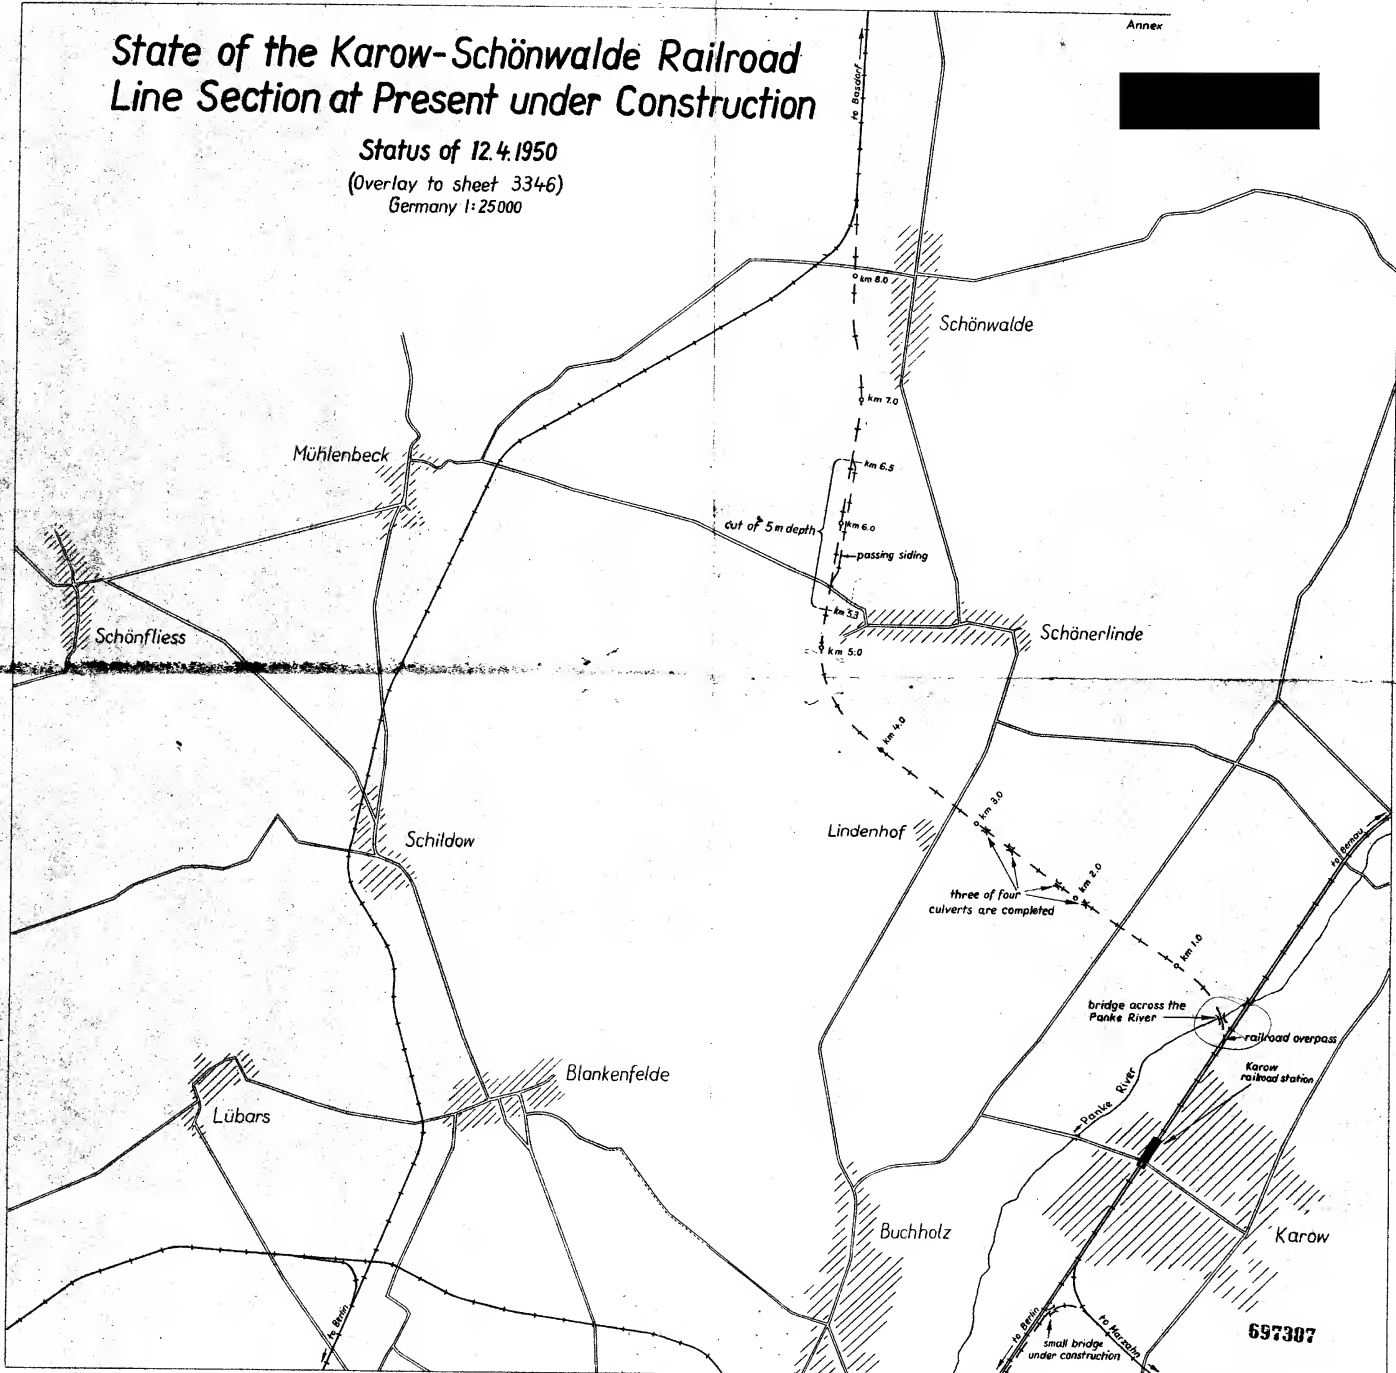 Annex
State of the Karow-Schönwalde Railroad
Line Section at Present under Construction
Status of 12.4.1950
(Overlay to sheet 3346)
Germany 1:25000
to Basdorf
km 8.0
Schönwalde
km 7.0
Mühlenbeck
km 6.5
cut of 5 m depth
km 6.0
passing siding
km 5.3
Schönfliess
Schönerlinde
km 5.0
km 4.0
km 3.0
Lindenhof
Schildow
to Bernau
km 2.0
three of four
culverts are completed
km 1.0
bridge across the
Panke River
railroad overpass
Karow
railroad station
Blankenfelde
Panke River
Lübars
Buchholz
Karow
to Berlin
to Berlin
to Marzahn
small bridge
under construction
697387